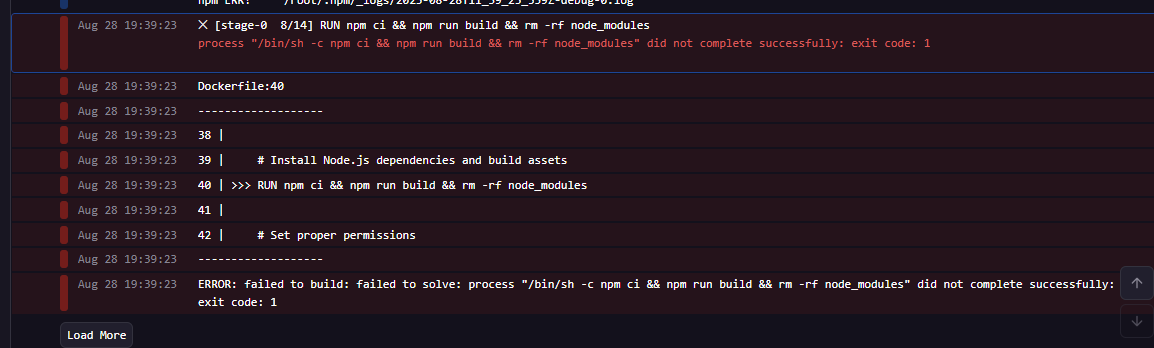 npm ERR! /root/.npm/_logs/2025-08-28T11_39_23_559Z-debug-0.log
Aug 28 19:39:23 ✕ [stage-0 8/14] RUN npm ci && npm run build && rm -rf node_modules
process "/bin/sh -c npm ci && npm run build && rm -rf node_modules" did not complete successfully: exit code: 1
Aug 28 19:39:23 Dockerfile:40
Aug 28 19:39:23 -------------------
Aug 28 19:39:23 38 |
Aug 28 19:39:23 39 |     # Install Node.js dependencies and build assets
Aug 28 19:39:23 40 | >>> RUN npm ci && npm run build && rm -rf node_modules
Aug 28 19:39:23 41 |
Aug 28 19:39:23 42 |     # Set proper permissions
Aug 28 19:39:23 -------------------
Aug 28 19:39:23 ERROR: failed to build: failed to solve: process "/bin/sh -c npm ci && npm run build && rm -rf node_modules" did not complete successfully:
exit code: 1
Load More